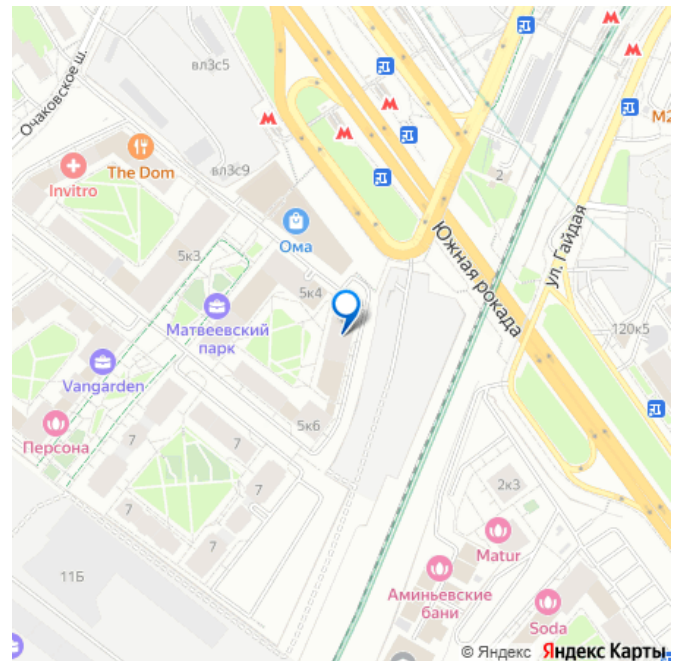 вл3с5
Очаковское ш.
The Dom
вл3с9
Invitro
2
М2
ул. Гайдая
Ома
Южная рокада
5к3
5к4
Матвеевский
парк
120к5
Vangarden
Персона
7
7
5к6
7
7
7
2к3
11Б
Matur
Аминьевские
бани
Soda
© Яндекс Яндекс Карты